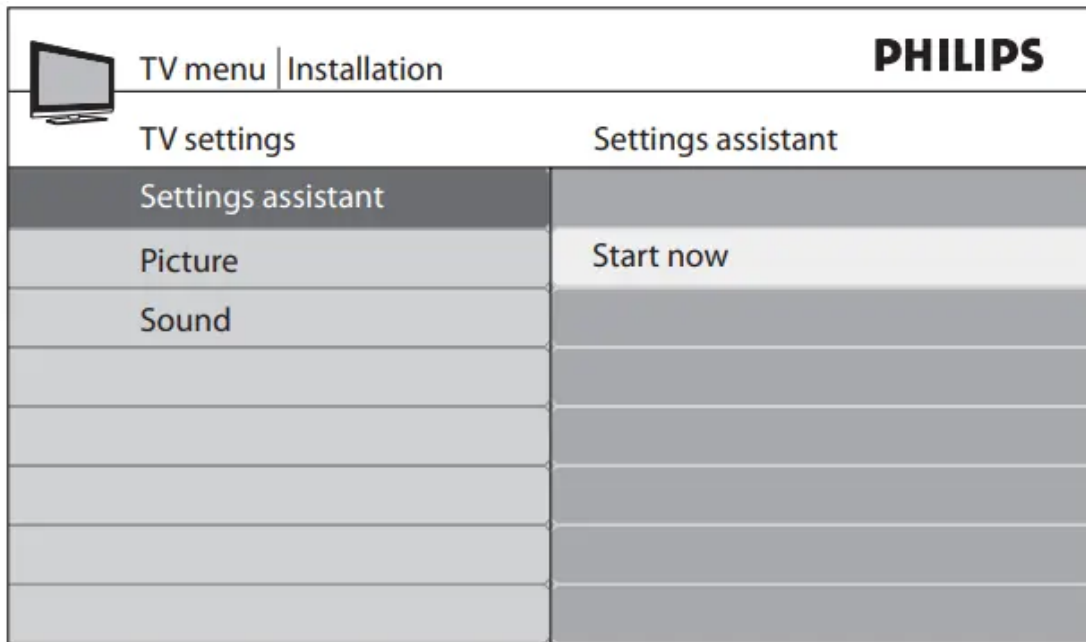 TV menu | Installation PHILIPS
TV settings Settings assistant
Settings assistant
Picture Start now
Sound